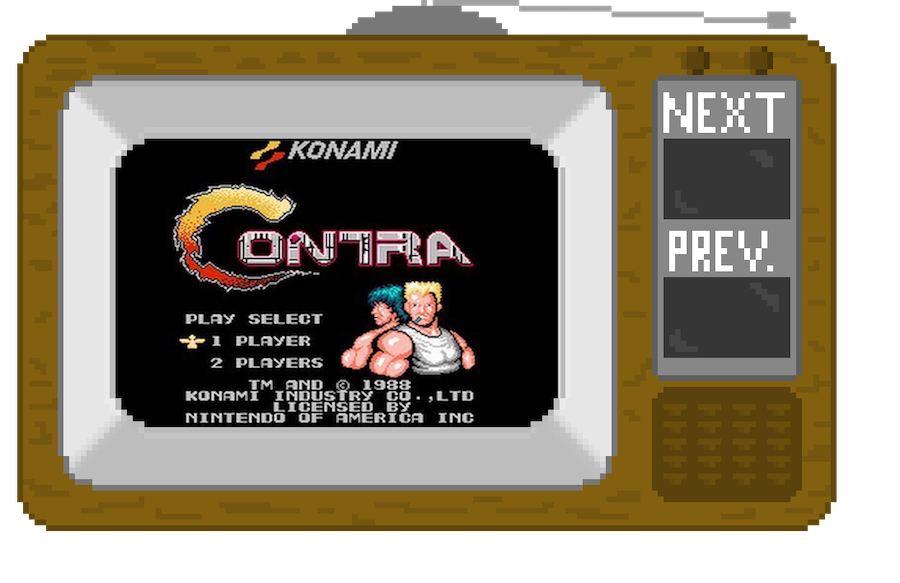 KONAMI
CONTRA
PLAY SELECT
1 PLAYER
2 PLAYERS
TM AND © 1988
KONAMI INDUSTRY CO.,LTD
LICENSED BY
NINTENDO OF AMERICA INC
NEXT
PREV.